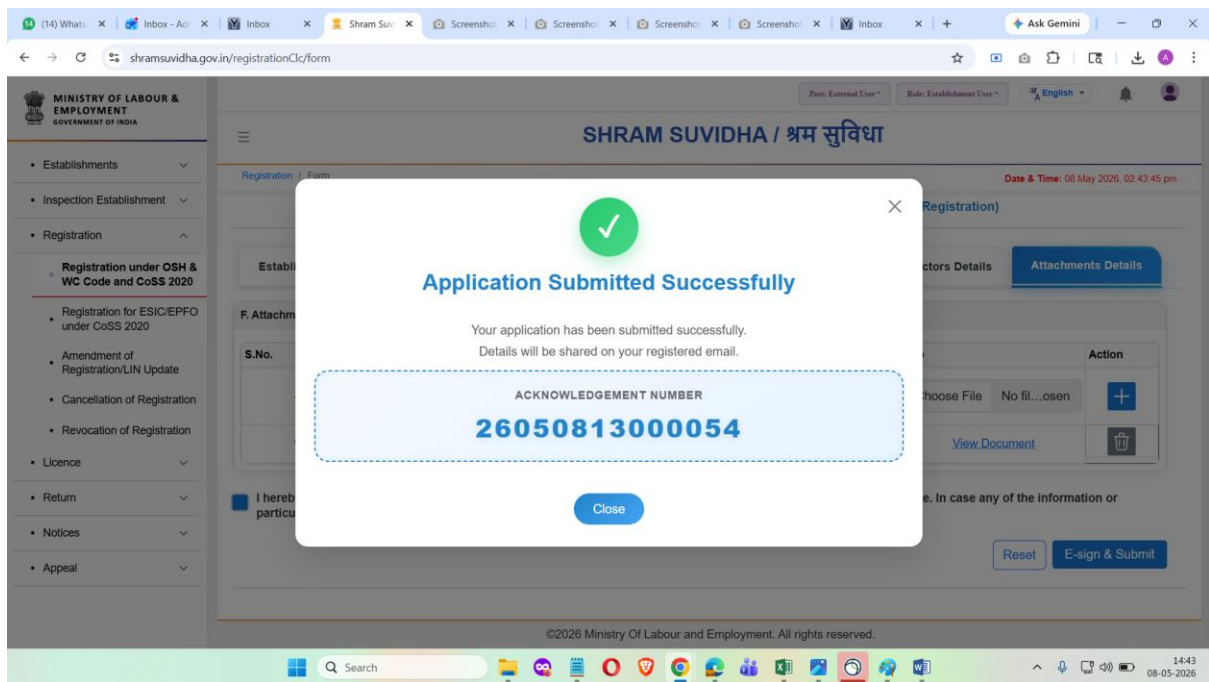 (14) Whats
Inbox - Ad
Inbox
Shram Suv
Screenshot
Screenshot
Screenshot
Screenshot
Inbox
Ask Gemini
shramsuvidha.gov.in/registrationClc/form
MINISTRY OF LABOUR &
EMPLOYMENT
GOVERNMENT OF INDIA
Post: External User
Role: Establishment User
English
SHRAM SUVIDHA / श्रम सुविधा
Registration / Form
Date & Time: 08 May 2026, 02:43:45 pm
Registration)
Establishments
Inspection Establishment
Registration
Registration under OSH &
WC Code and CoSS 2020
Registration for ESIC/EPFO
under CoSS 2020
Amendment of
Registration/LIN Update
Cancellation of Registration
Revocation of Registration
Licence
Return
Notices
Appeal
Establi
ctors Details
Attachments Details
F. Attachm
S.No.
Action
hoose File
No fil...osen
View Document
Application Submitted Successfully
Your application has been submitted successfully.
Details will be shared on your registered email.
ACKNOWLEDGEMENT NUMBER
26050813000054
Close
I hereb
e. In case any of the information or
particu
Reset
E-sign & Submit
©2026 Ministry Of Labour and Employment. All rights reserved.
Search
14:43
08-05-2026